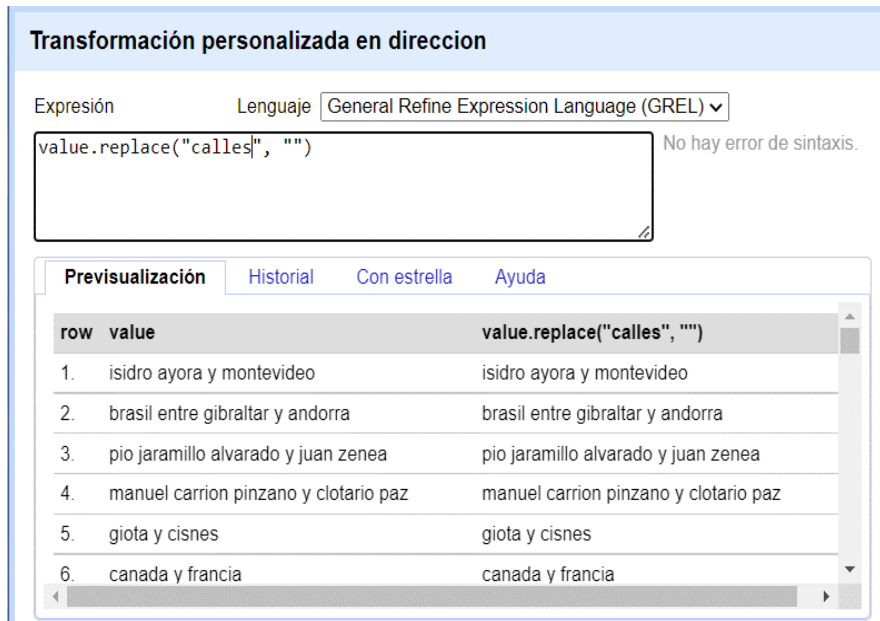 Transformación personalizada en direccion
Expresión Lenguaje General Refine Expression Language (GREL)
value.replace("calles", "")
No hay error de sintaxis.
Previsualización Historial Con estrella Ayuda
row value value.replace("calles", "")
1. isidro ayora y montevideo isidro ayora y montevideo
2. brasil entre gibraltar y andorra brasil entre gibraltar y andorra
3. pio jaramillo alvarado y juan zenea pio jaramillo alvarado y juan zenea
4. manuel carrion pinzano y clotario paz manuel carrion pinzano y clotario paz
5. giota y cisnes giota y cisnes
6. canada y francia canada y francia